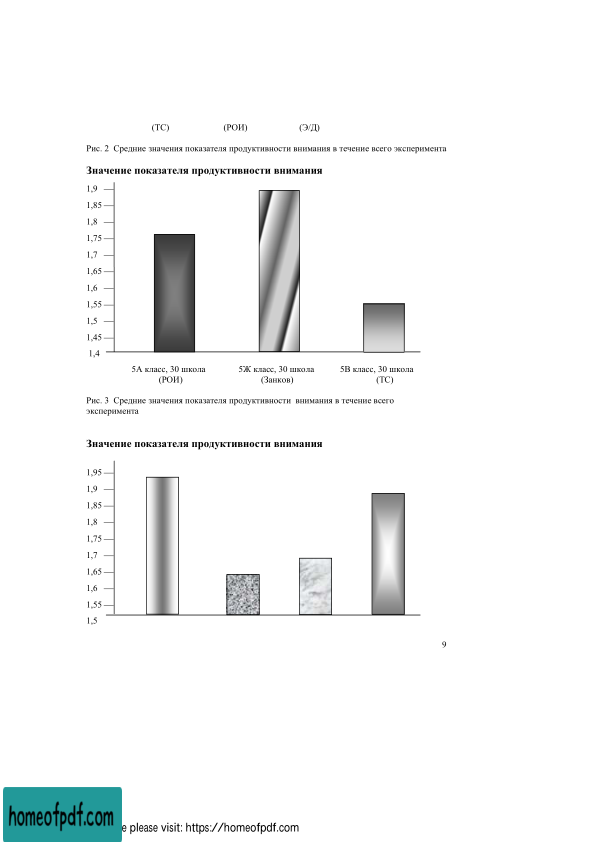 (ТС) (РОИ) (Э/Д)
Рис. 2 Средние значения показателя продуктивности внимания в течение всего эксперимента
Значение показателя продуктивности внимания
1,9
1,85
1,8
1,75
1,7
1,65
1,6
1,55
1,5
1,45
1,4
5А класс, 30 школа 5Ж класс, 30 школа 5В класс, 30 школа
(РОИ) (Занков) (ТС)
Рис. 3 Средние значения показателя продуктивности внимания в течение всего
эксперимента
Значение показателя продуктивности внимания
1,95
1,9
1,85
1,8
1,75
1,7
1,65
1,6
1,55
1,5
9
homeofpdf.com
e please visit: https://homeofpdf.com